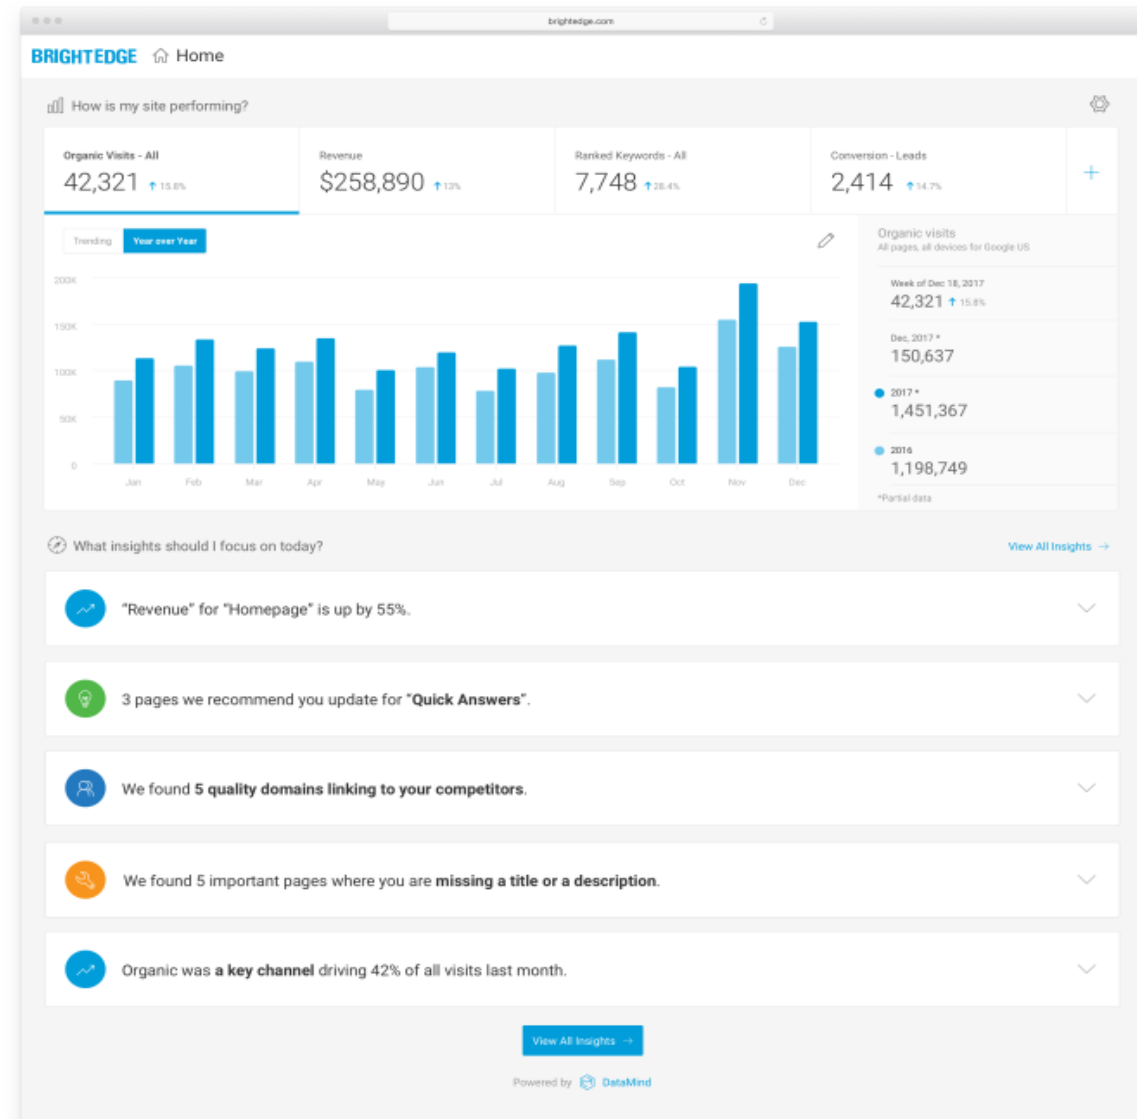 brightedge.com
BRIGHTEDGE Home
How is my site performing?
Organic Visits - All
42,321 ↑ 15.8%
Revenue
$258,890 ↑ 13%
Ranked Keywords - All
7,748 ↑ 28.4%
Conversion - Leads
2,414 ↑ 14.7%
+
Trending Year over Year
200K
150K
100K
50K
0
Jan Feb Mar Apr May Jun Jul Aug Sep Oct Nov Dec
Organic visits
All pages, all devices for Google US
Week of Dec 18, 2017
42,321 ↑ 15.8%
Dec, 2017 *
150,637
2017 *
1,451,367
2016
1,198,749
*Partial data
What insights should I focus on today?
View All Insights →
“Revenue” for “Homepage” is up by 55%.
3 pages we recommend you update for “Quick Answers”.
We found 5 quality domains linking to your competitors.
We found 5 important pages where you are missing a title or a description.
Organic was a key channel driving 42% of all visits last month.
View All Insights →
Powered by DataMind